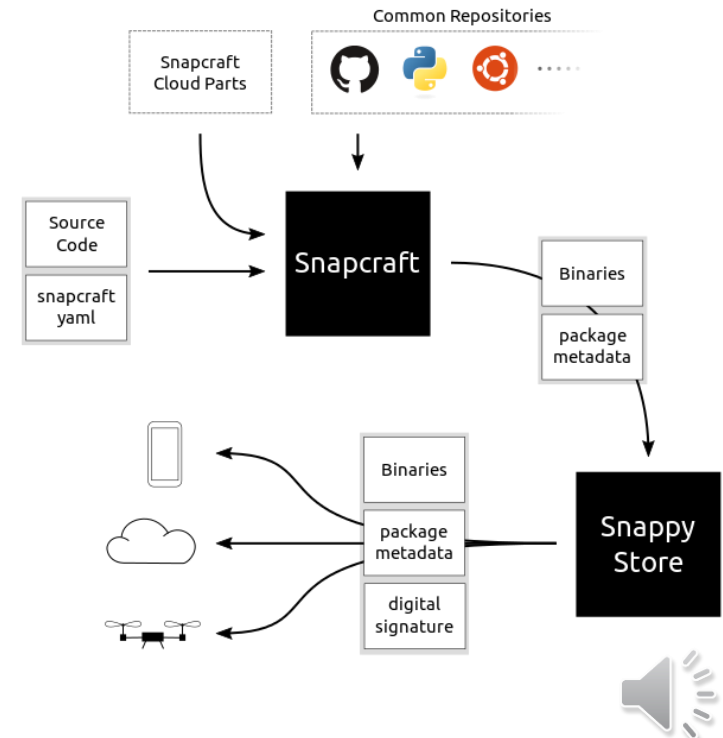 Common Repositories
Snapcraft
Cloud Parts
Source
Code
snapcraft
yaml
Snapcraft
Binaries
package
metadata
Binaries
package
metadata
digital
signature
Snappy
Store